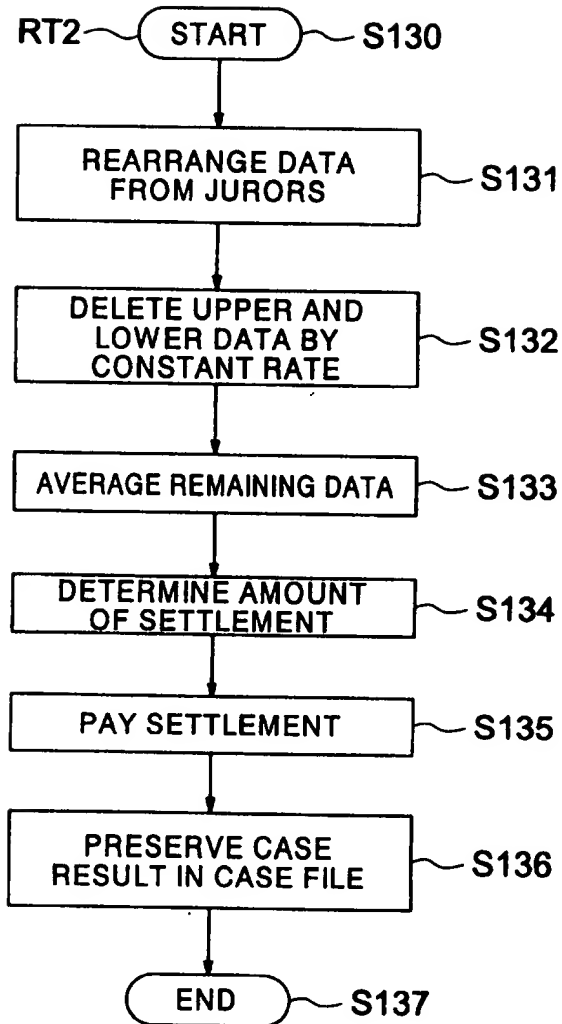 RT2 START S130
REARRANGE DATA
FROM JURORS S131
DELETE UPPER AND
LOWER DATA BY
CONSTANT RATE S132
AVERAGE REMAINING DATA S133
DETERMINE AMOUNT
OF SETTLEMENT S134
PAY SETTLEMENT S135
PRESERVE CASE
RESULT IN CASE FILE S136
END S137